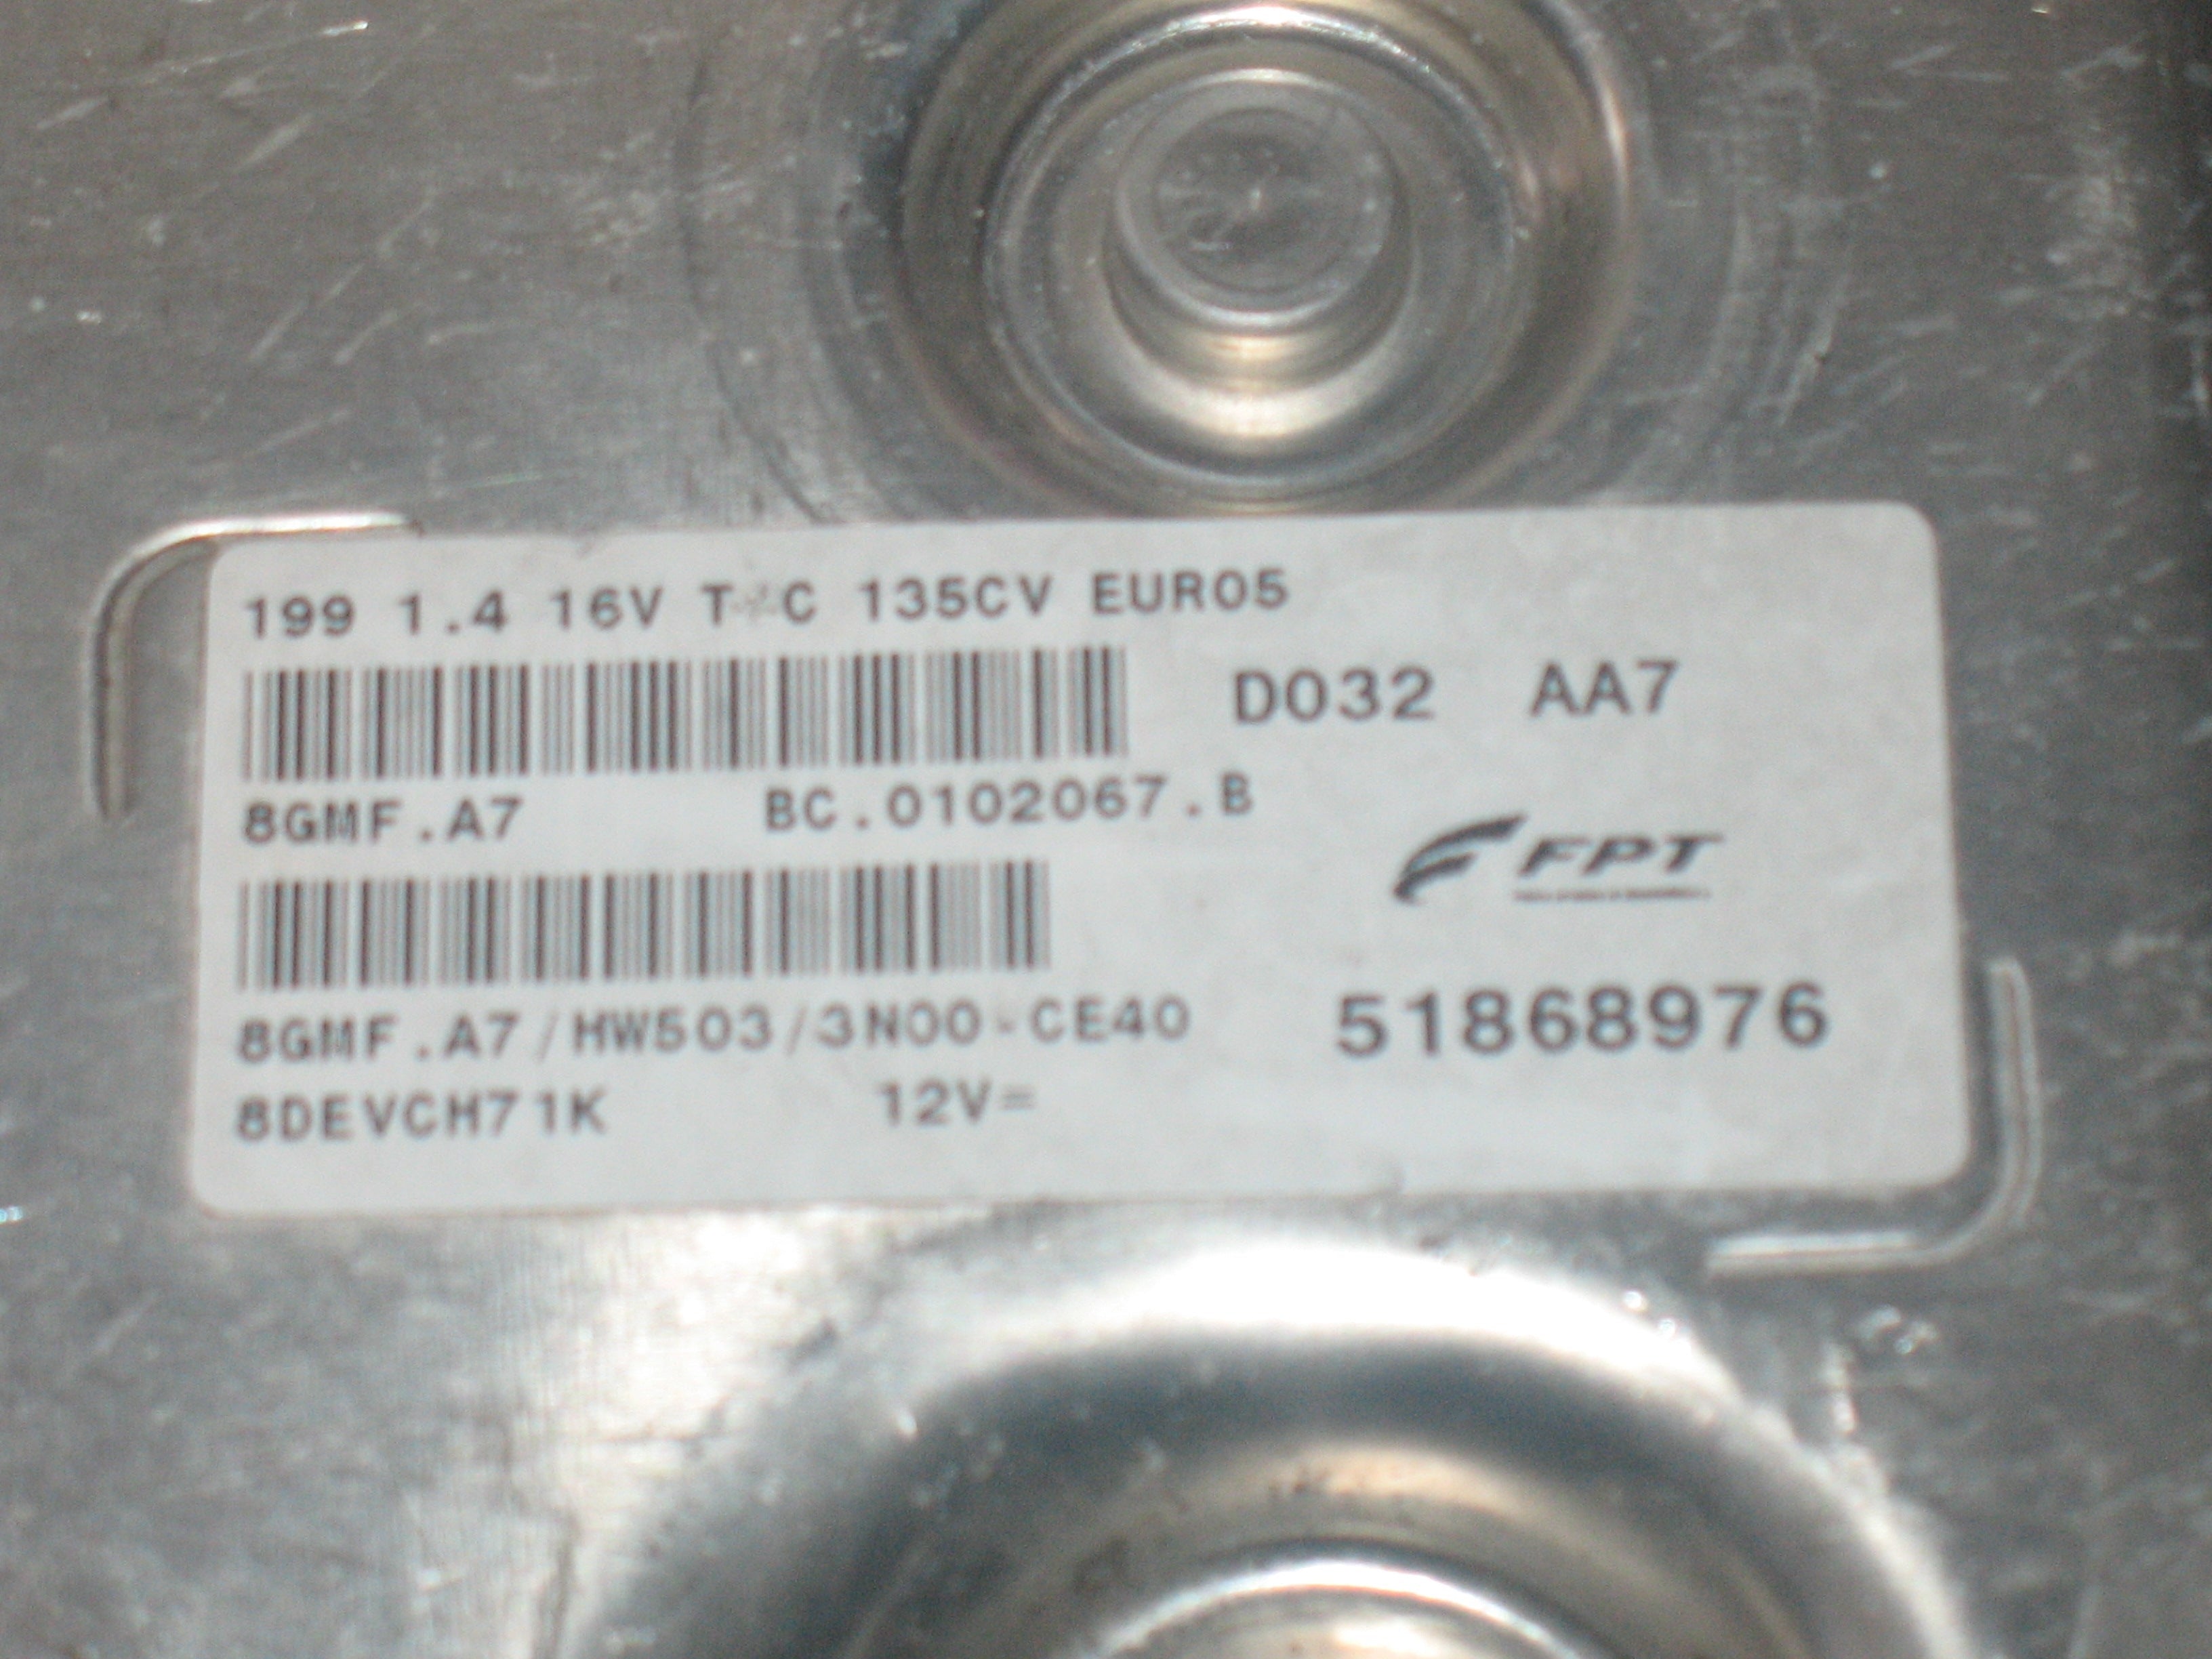 199 1.4 16V T*C 135CV EURO5
D032 AA7
8GMF.A7 BC.0102067.B
FPT
8GMF.A7/HW503/3N00-CE40
51868976
8DEVCH71K 12V=